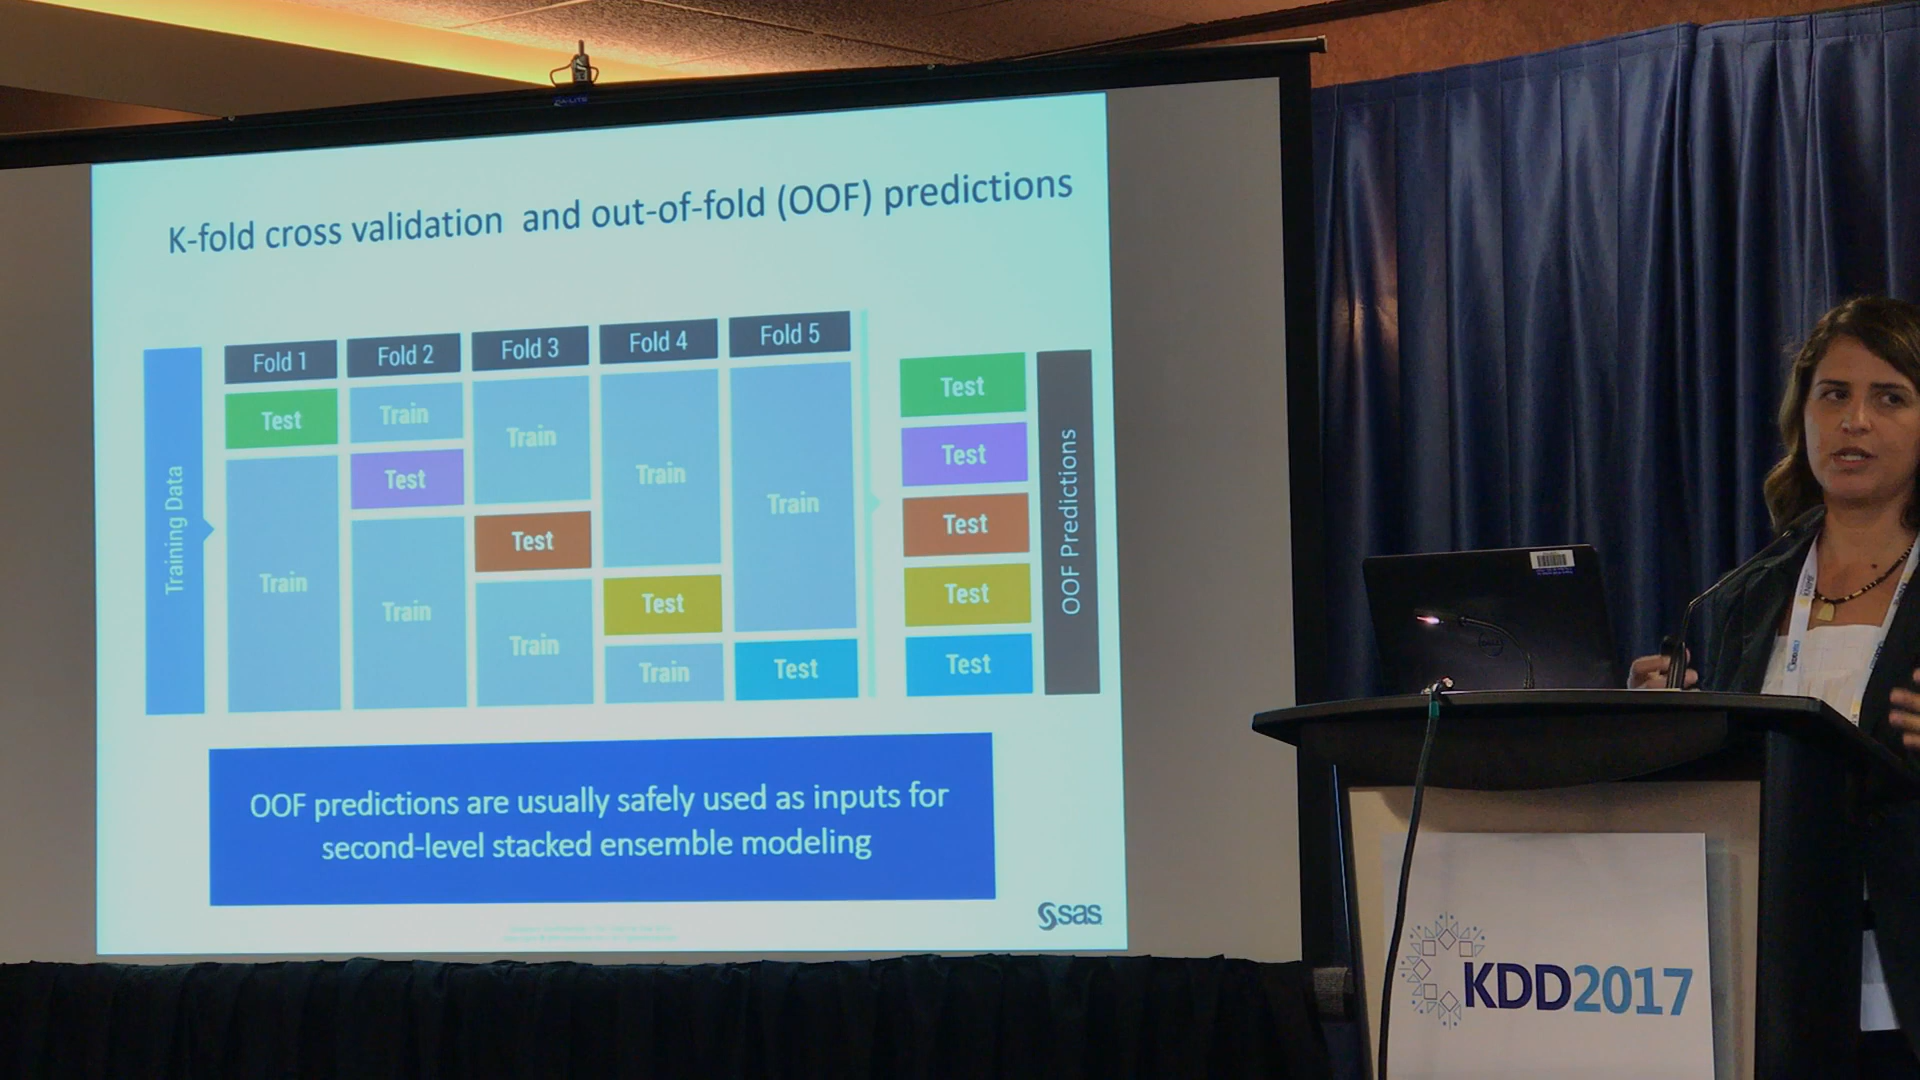 K-fold cross validation and out-of-fold (OOF) predictions
Training Data
Fold 1
Fold 2
Fold 3
Fold 4
Fold 5
Test
Train
Train
Test
Train
Train
Test
Train
Train
Test
Train
Train
Test
Test
Test
Test
Test
Test
OOF Predictions
OOF predictions are usually safely used as inputs for
second-level stacked ensemble modeling
sas
DA-LITE
DELL
KDD2017